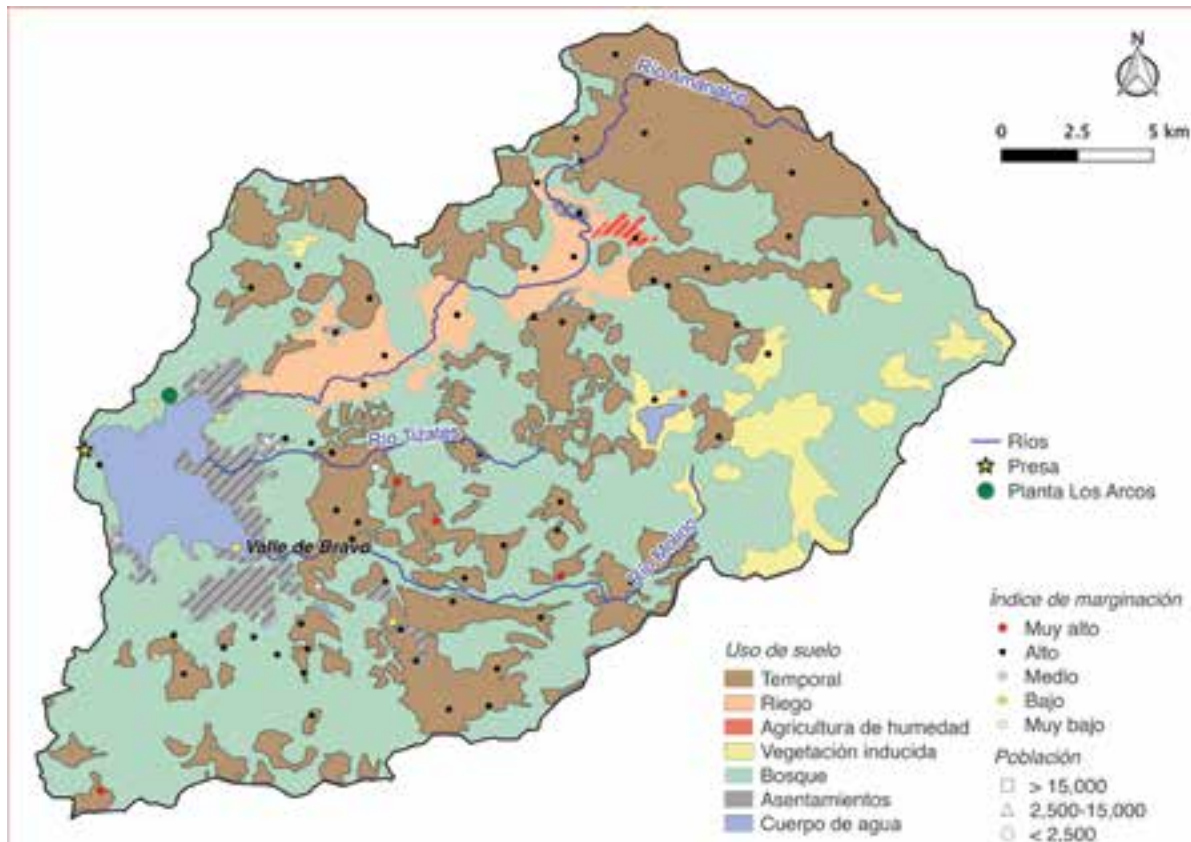 N
0 2.5 5 km
Río Amanalco
Río Tizates
Río Molino
Valle de Bravo
Ríos
Presa
Planta Los Arcos
Uso de suelo
Temporal
Riego
Agricultura de humedad
Vegetación inducida
Bosque
Asentamientos
Cuerpo de agua
Índice de marginación
Muy alto
Alto
Medio
Bajo
Muy bajo
Población
> 15,000
2,500-15,000
< 2,500